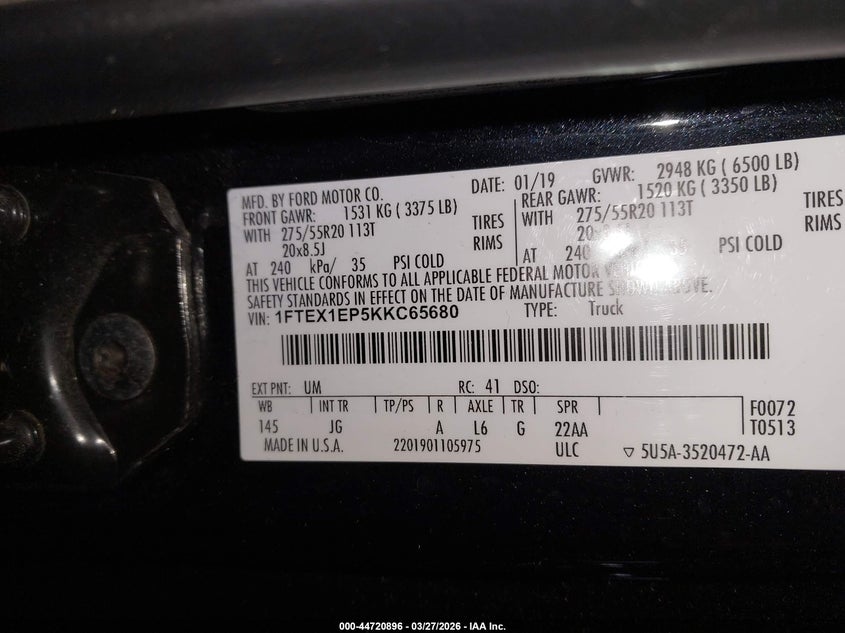 MFD. BY FORD MOTOR CO. DATE: 01/19 GVWR: 2948 KG ( 6500 LB)
FRONT GAWR: 1531 KG ( 3375 LB) REAR GAWR: 1520 KG ( 3350 LB)
WITH 275/55R20 113T TIRES WITH 275/55R20 113T TIRES
20x8.5J RIMS RIMS
AT 240 kPa/ 35 PSI COLD AT 240 PSI COLD
THIS VEHICLE CONFORMS TO ALL APPLICABLE FEDERAL MOTOR
SAFETY STANDARDS IN EFFECT ON THE DATE OF MANUFACTURE SHOWN ABOVE.
VIN: 1FTEX1EP5KKC65680 TYPE: Truck
EXT PNT: UM RC: 41 DSO:
WB INT TR TP/PS R AXLE TR SPR F0072
145 JG A L6 G 22AA T0513
MADE IN U.S.A. 2201901105975 ULC ▽ 5U5A-3520472-AA
000-44720896 - 03/27/2026 - IAA Inc.